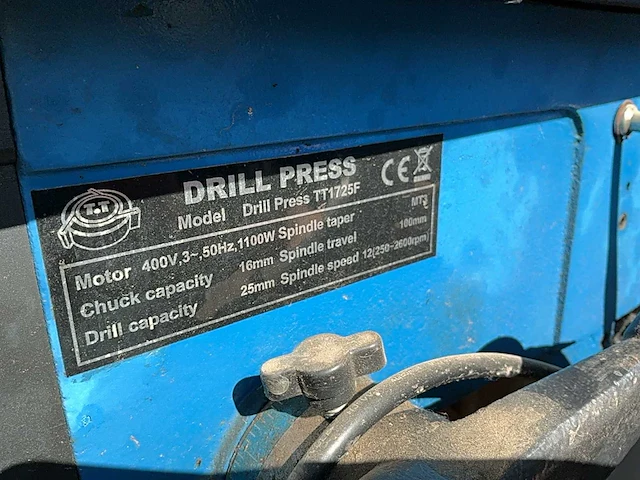 T.T
DRILL PRESS
CE
Model Drill Press TT1725F
Motor 400V,3~,50Hz,1100W Spindle taper MT3
Chuck capacity 16mm Spindle travel 100mm
Drill capacity 25mm Spindle speed 12(250~2600rpm)